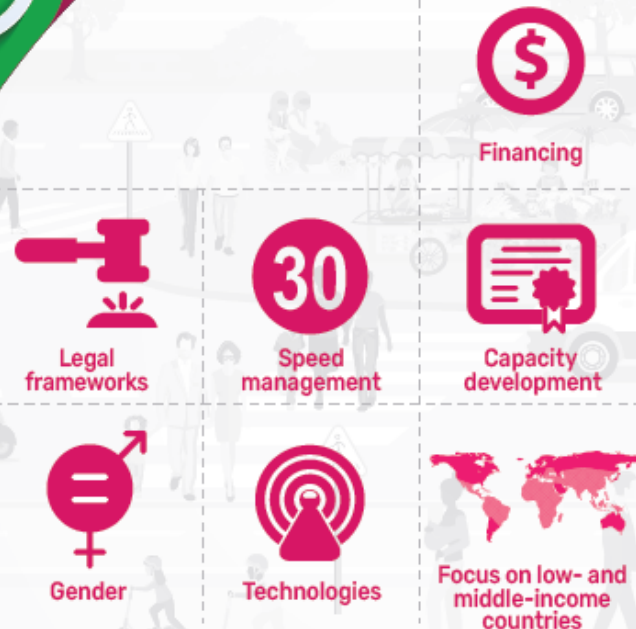 $
Financing
Legal
frameworks
30
Speed
management
Capacity
development
Gender
Technologies
Focus on low- and
middle-income
countries